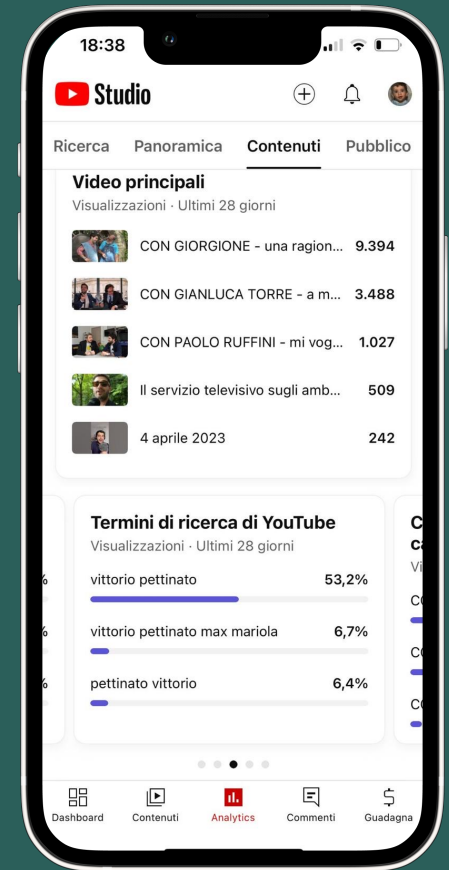 18:38
Studio
Ricerca Panoramica Contenuti Pubblico
Video principali
Visualizzazioni · Ultimi 28 giorni
CON GIORGIONE - una ragion... 9.394
CON GIANLUCA TORRE - a m... 3.488
CON PAOLO RUFFINI - mi vog... 1.027
Il servizio televisivo sugli amb... 509
4 aprile 2023 242
Termini di ricerca di YouTube
Visualizzazioni · Ultimi 28 giorni
vittorio pettinato 53,2%
vittorio pettinato max mariola 6,7%
pettinato vittorio 6,4%
Dashboard Contenuti Analytics Commenti Guadagna